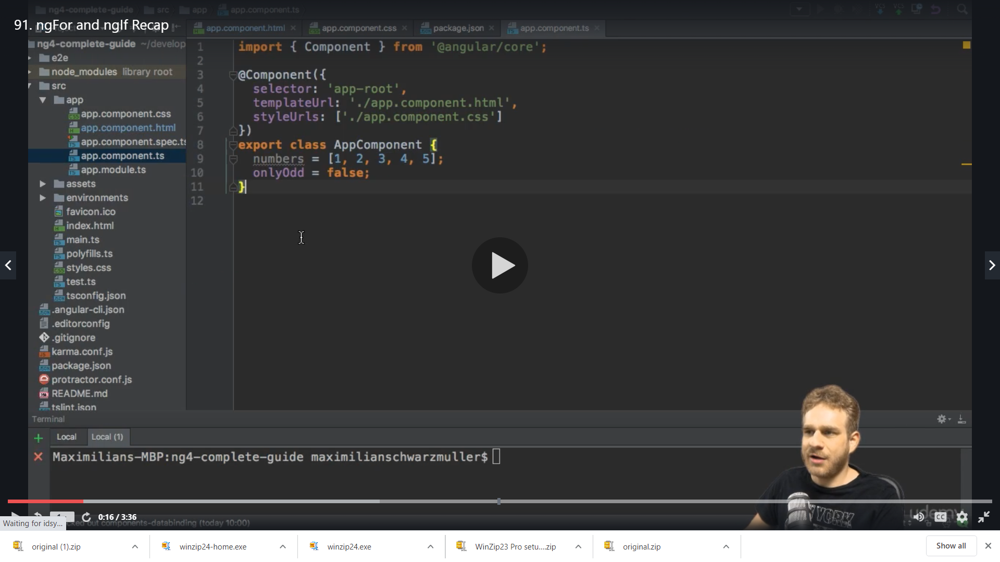 ng4-complete-guide src app app.component.ts
91. ngFor and ngIf Recap
app.component.html × app.component.css × package.json × app.component.ts ×
ng4-complete-guide ~/develop
e2e
node_modules library root
src
app
app.component.css
app.component.html
app.component.spec.ts
app.component.ts
app.module.ts
assets
environments
favicon.ico
index.html
main.ts
polyfills.ts
styles.css
test.ts
tsconfig.json
.angular-cli.json
.editorconfig
.gitignore
karma.conf.js
package.json
protractor.conf.js
README.md
tslint.json
1 import { Component } from '@angular/core';
2
3 @Component({
4 selector: 'app-root',
5 templateUrl: './app.component.html',
6 styleUrls: ['./app.component.css']
7 })
8 export class AppComponent {
9 numbers = [1, 2, 3, 4, 5];
10 onlyOdd = false;
11 }
12
Terminal
Local Local (1)
Maximilians-MBP:ng4-complete-guide maximilianschwarzmuller$
YORK
udemy
0:16 / 3:36
CC
Waiting for idsy...
out components-databinding (today 10:00)
original (1).zip
winzip24-home.exe
winzip24.exe
WinZip23 Pro setu....zip
original.zip
Show all